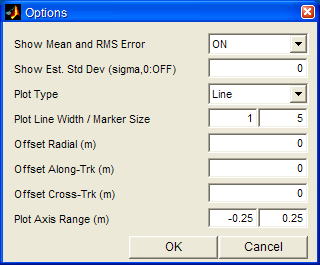 Options
Show Mean and RMS Error ON
Show Est. Std Dev (sigma,0:OFF) 0
Plot Type Line
Plot Line Width / Marker Size 1 5
Offset Radial (m) 0
Offset Along-Trk (m) 0
Offset Cross-Trk (m) 0
Plot Axis Range (m) -0.25 0.25
OK Cancel